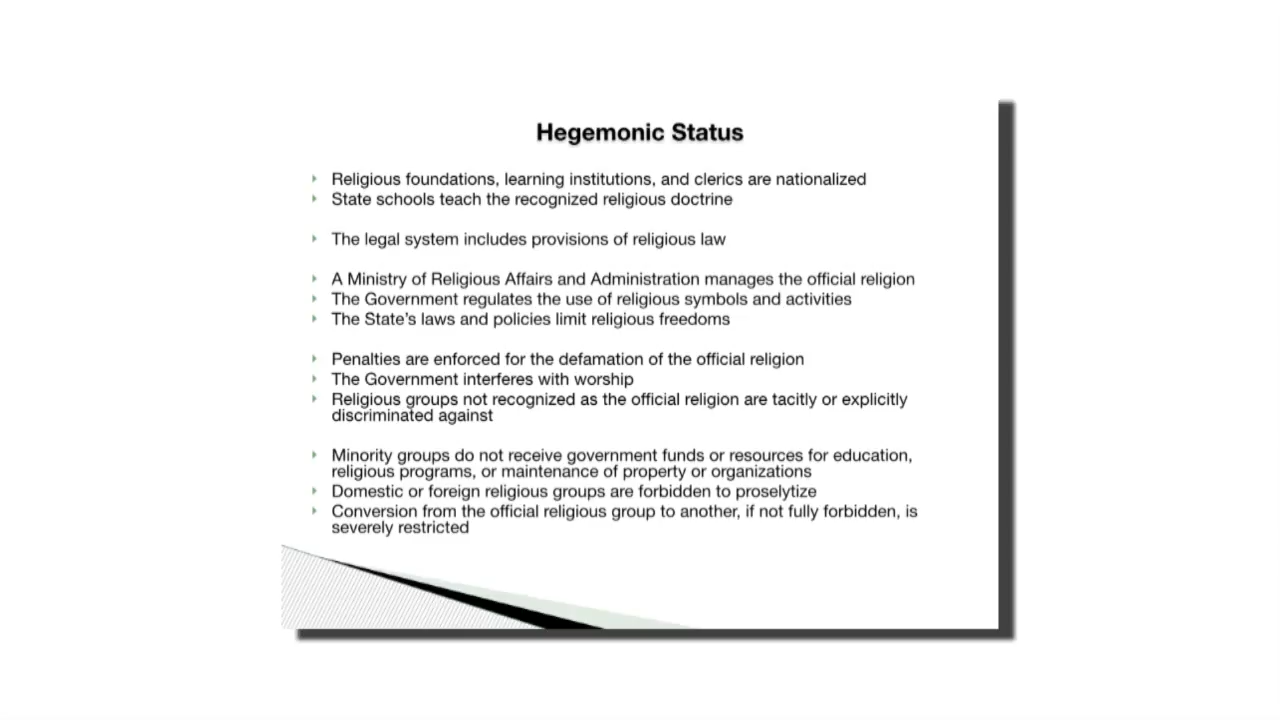 Hegemonic Status
Religious foundations, learning institutions, and clerics are nationalized
State schools teach the recognized religious doctrine
The legal system includes provisions of religious law
A Ministry of Religious Affairs and Administration manages the official religion
The Government regulates the use of religious symbols and activities
The State's laws and policies limit religious freedoms
Penalties are enforced for the defamation of the official religion
The Government interferes with worship
Religious groups not recognized as the official religion are tacitly or explicitly
discriminated against
Minority groups do not receive government funds or resources for education,
religious programs, or maintenance of property or organizations
Domestic or foreign religious groups are forbidden to proselytize
Conversion from the official religious group to another, if not fully forbidden, is
severely restricted